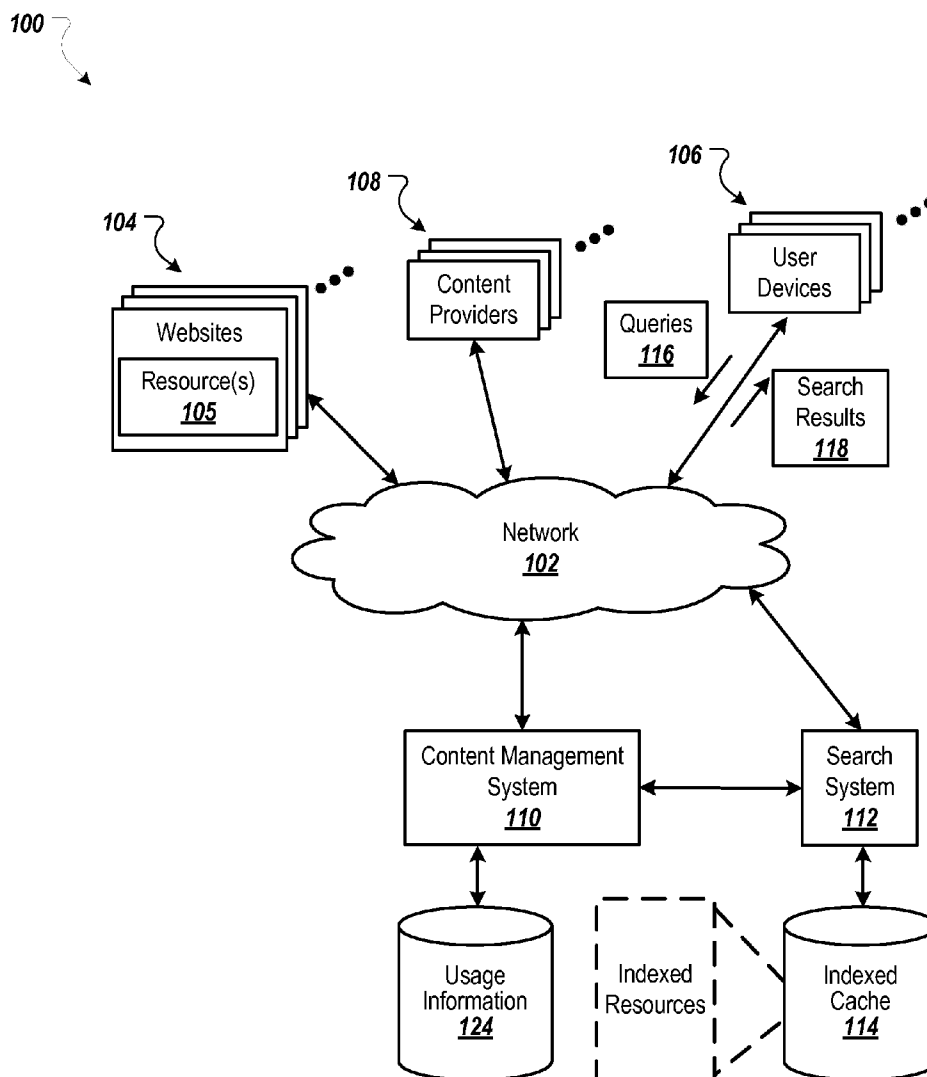 100
106
108
104
User
Devices
Content
Providers
Queries
116
Websites
Resource(s)
105
Search
Results
118
Network
102
Content Management
System
110
Search
System
112
Usage
Information
124
Indexed
Resources
Indexed
Cache
114